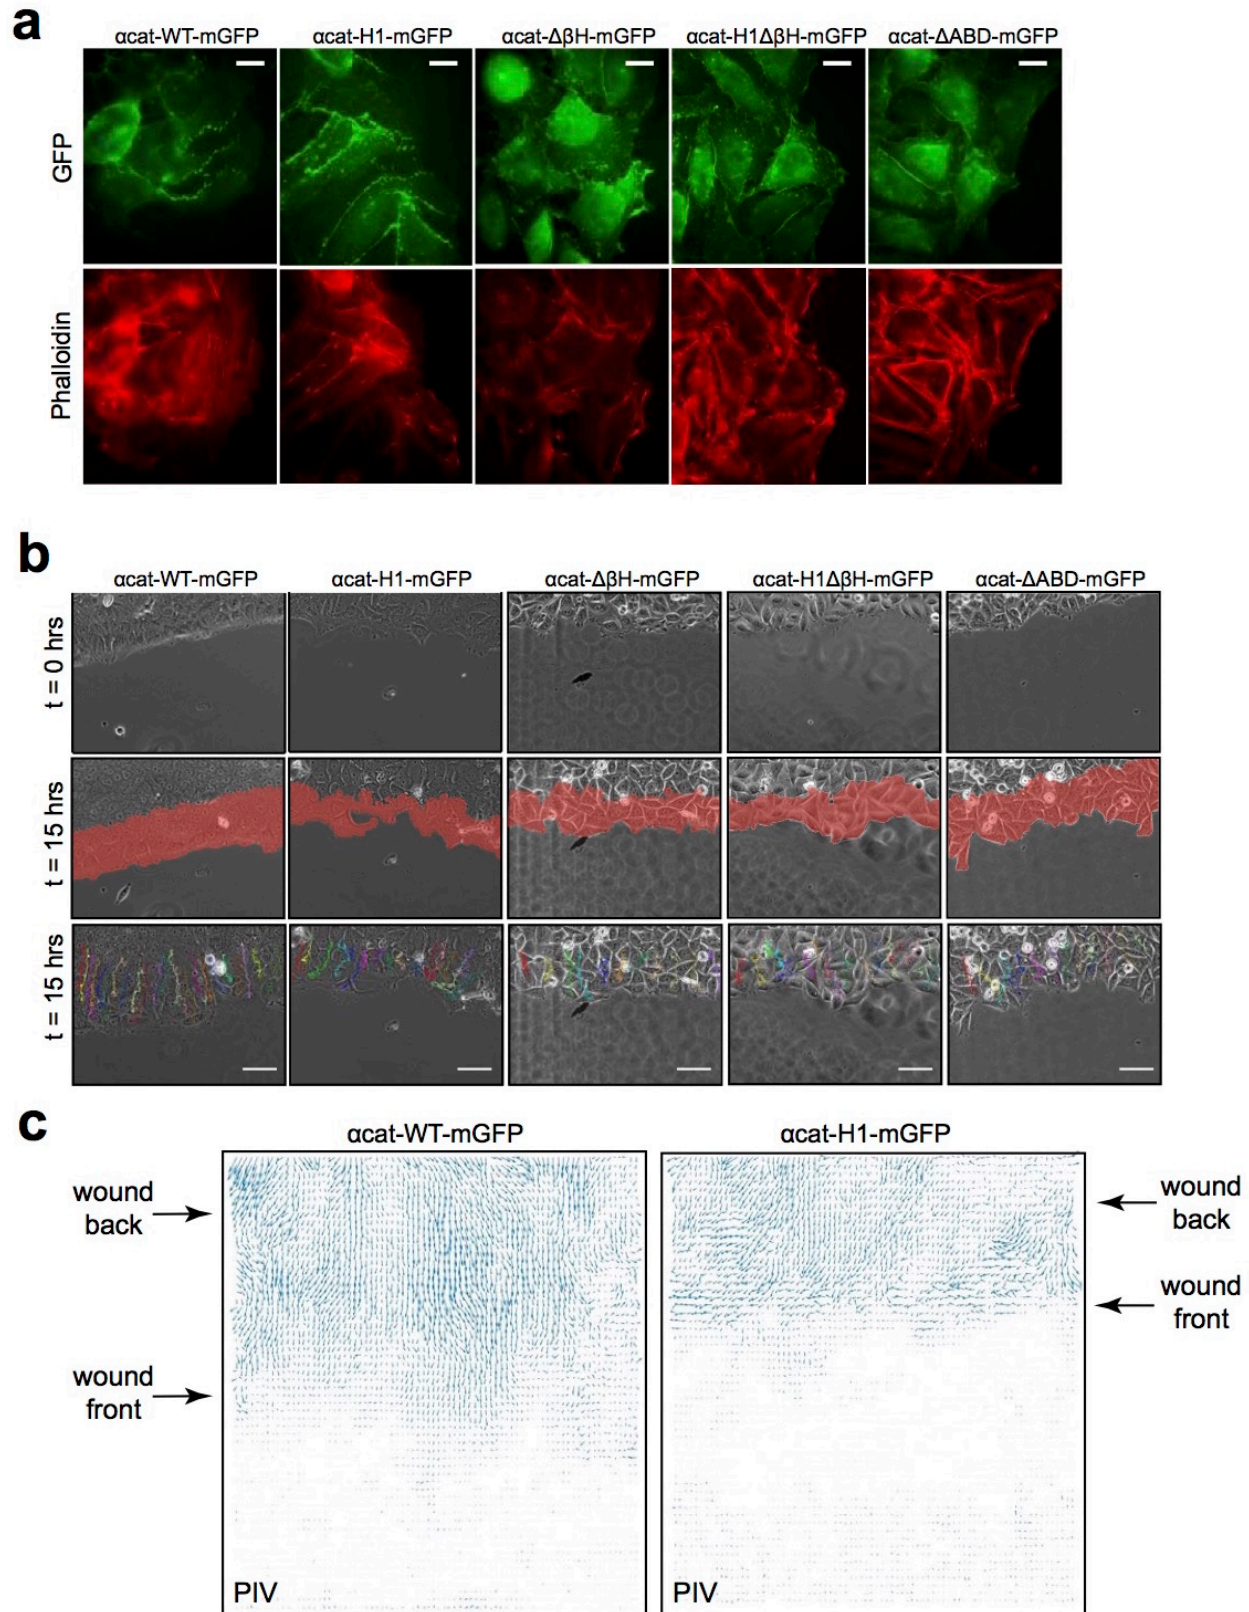 a
αcat-WT-mGFP αcat-H1-mGFP αcat-ΔβH-mGFP αcat-H1ΔβH-mGFP αcat-ΔABD-mGFP
GFP
Phalloidin
b
αcat-WT-mGFP αcat-H1-mGFP αcat-ΔβH-mGFP αcat-H1ΔβH-mGFP αcat-ΔABD-mGFP
t = 0 hrs
t = 15 hrs
t = 15 hrs
c
αcat-WT-mGFP αcat-H1-mGFP
wound
back
wound
front
wound
back
wound
front
PIV PIV